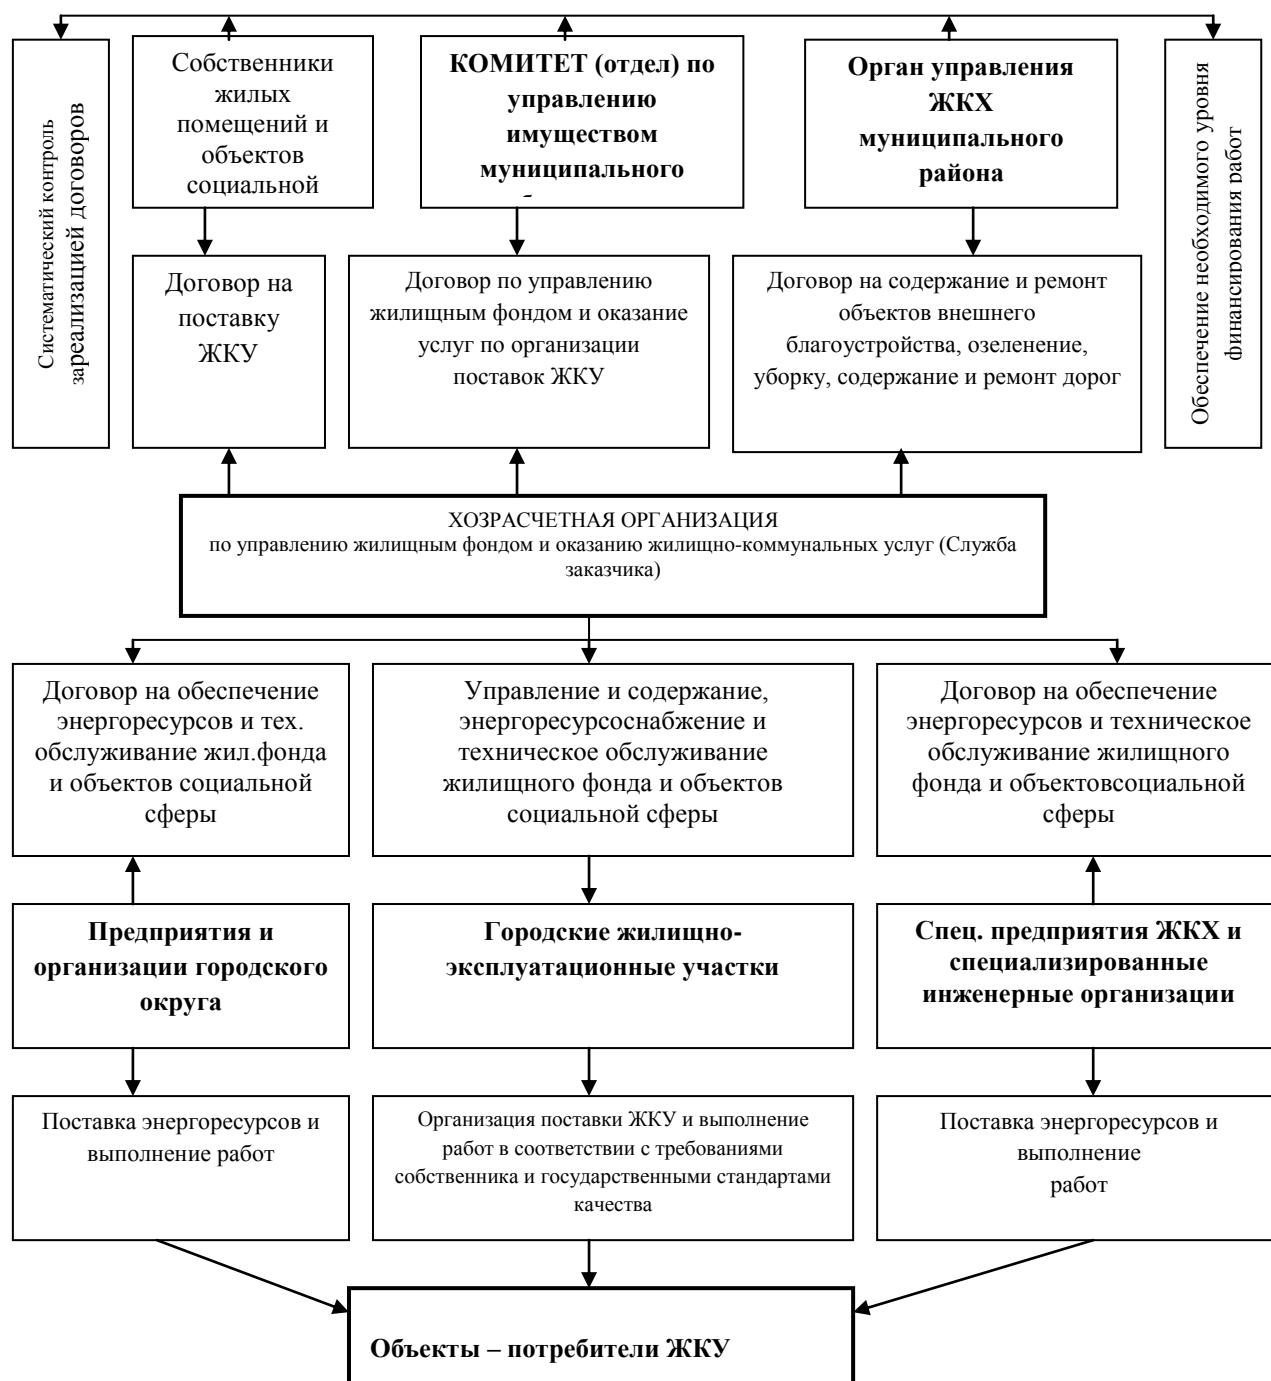 Систематический контроль
зареализацией договоров
Собственники
жилых
помещений и
объектов
социальной
КОМИТЕТ (отдел) по
управлению
имуществом
муниципального
Орган управления
ЖКХ
муниципального
района
Обеспечение необходимого уровня
финансирования работ
Договор на
поставку
ЖКУ
Договор по управлению
жилищным фондом и оказание
услуг по организации
поставок ЖКУ
Договор на содержание и ремонт
объектов внешнего
благоустройства, озеленение,
уборку, содержание и ремонт дорог
ХОЗРАСЧЕТНАЯ ОРГАНИЗАЦИЯ
по управлению жилищным фондом и оказанию жилищно-коммунальных услуг (Служба
заказчика)
Договор на обеспечение
энергоресурсов и тех.
обслуживание жил.фонда
и объектов социальной
сферы
Управление и содержание,
энергоресурсоснабжение и
техническое обслуживание
жилищного фонда и объектов
социальной сферы
Договор на обеспечение
энергоресурсов и техническое
обслуживание жилищного
фонда и объектовсоциальной
сферы
Предприятия и
организации городского
округа
Городские жилищно-
эксплуатационные участки
Спец. предприятия ЖКХ и
специализированные
инженерные организации
Поставка энергоресурсов и
выполнение работ
Организация поставки ЖКУ и выполнение
работ в соответствии с требованиями
собственника и государственными стандартами
качества
Поставка энергоресурсов и
выполнение
работ
Объекты – потребители ЖКУ